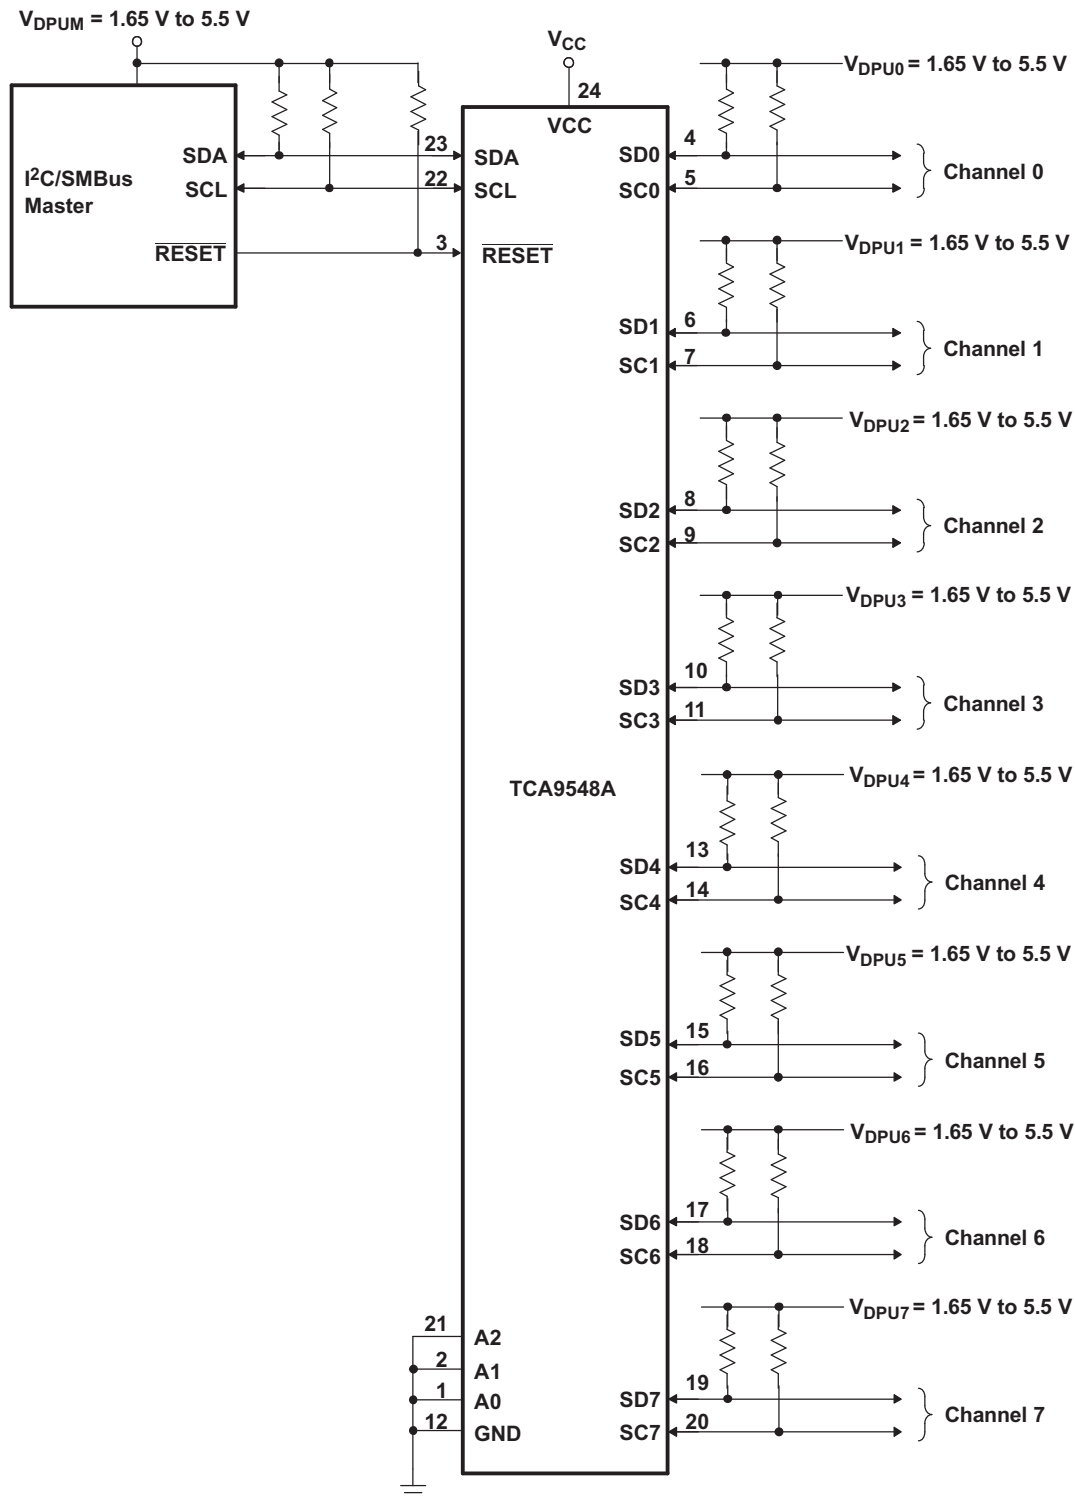 VDPUM = 1.65 V to 5.5 V
VCC
24
VCC
I2C/SMBus
Master
SDA
SCL
RESET
23
22
3
SDA
SCL
RESET
TCA9548A
21
2
1
12
A2
A1
A0
GND
VDPU0 = 1.65 V to 5.5 V
SD0
4
SC0
5
Channel 0
VDPU1 = 1.65 V to 5.5 V
SD1
6
SC1
7
Channel 1
VDPU2 = 1.65 V to 5.5 V
SD2
8
SC2
9
Channel 2
VDPU3 = 1.65 V to 5.5 V
SD3
10
SC3
11
Channel 3
VDPU4 = 1.65 V to 5.5 V
SD4
13
SC4
14
Channel 4
VDPU5 = 1.65 V to 5.5 V
SD5
15
SC5
16
Channel 5
VDPU6 = 1.65 V to 5.5 V
SD6
17
SC6
18
Channel 6
VDPU7 = 1.65 V to 5.5 V
SD7
19
SC7
20
Channel 7